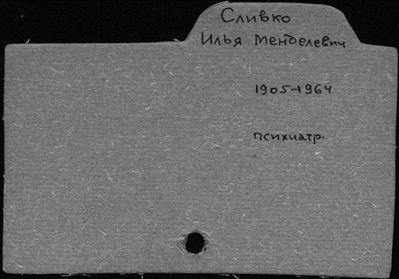 Сливко
Илья Менделевич
1905-1964
психиатр.